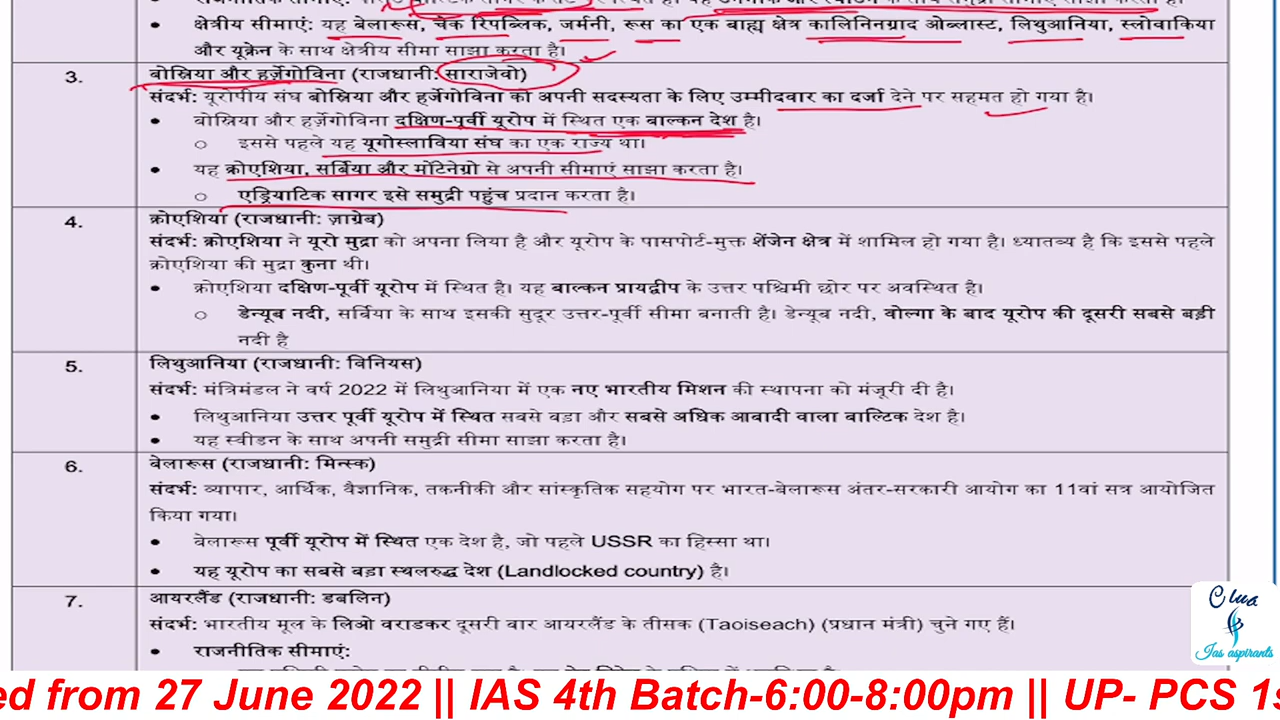 क्षेत्रीय सीमाएं: यह बेलारूस, चेक रिपब्लिक, जर्मनी, रूस का एक बाह्य क्षेत्र कालिनिनग्राद ओब्लास्ट, लिथुआनिया, स्लोवाकिया
और यूक्रेन के साथ क्षेत्रीय सीमा साझा करता है।
3. बोस्निया और हर्ज़ेगोविना (राजधानी: साराजेवो)
संदर्भ: यूरोपीय संघ बोस्निया और हर्जेगोविना को अपनी सदस्यता के लिए उम्मीदवार का दर्जा देने पर सहमत हो गया है।
• बोस्निया और हर्ज़ेगोविना दक्षिण-पूर्वी यूरोप में स्थित एक बाल्कन देश है।
o इससे पहले यह यूगोस्लाविया संघ का एक राज्य था।
• यह क्रोएशिया, सर्बिया और मोंटेनेग्रो से अपनी सीमाएं साझा करता है।
o एड्रियाटिक सागर इसे समुद्री पहुंच प्रदान करता है।
4. क्रोएशिया (राजधानी: ज़ाग्रेब)
संदर्भ: क्रोएशिया ने यूरो मुद्रा को अपना लिया है और यूरोप के पासपोर्ट-मुक्त शेंजेन क्षेत्र में शामिल हो गया है। ध्यातव्य है कि इससे पहले
क्रोएशिया की मुद्रा कुना थी।
• क्रोएशिया दक्षिण-पूर्वी यूरोप में स्थित है। यह बाल्कन प्रायद्वीप के उत्तर पश्चिमी छोर पर अवस्थित है।
o डेन्यूब नदी, सर्बिया के साथ इसकी सुदूर उत्तर-पूर्वी सीमा बनाती है। डेन्यूब नदी, वोल्गा के बाद यूरोप की दूसरी सबसे बड़ी
नदी है
5. लिथुआनिया (राजधानी: विनियस)
संदर्भ: मंत्रिमंडल ने वर्ष 2022 में लिथुआनिया में एक नए भारतीय मिशन की स्थापना को मंजूरी दी है।
• लिथुआनिया उत्तर पूर्वी यूरोप में स्थित सबसे बड़ा और सबसे अधिक आबादी वाला बाल्टिक देश है।
• यह स्वीडन के साथ अपनी समुद्री सीमा साझा करता है।
6. बेलारूस (राजधानी: मिन्स्क)
संदर्भ: व्यापार, आर्थिक, वैज्ञानिक, तकनीकी और सांस्कृतिक सहयोग पर भारत-बेलारूस अंतर-सरकारी आयोग का 11वां सत्र आयोजित
किया गया।
• बेलारूस पूर्वी यूरोप में स्थित एक देश है, जो पहले USSR का हिस्सा था।
• यह यूरोप का सबसे बड़ा स्थलरुद्ध देश (Landlocked country) है।
7. आयरलैंड (राजधानी: डबलिन)
संदर्भ: भारतीय मूल के लिओ वराडकर दूसरी बार आयरलैंड के तीसक (Taoiseach) (प्रधान मंत्री) चुने गए हैं।
• राजनीतिक सीमाएं:
Ias aspirants
ed from 27 June 2022 || IAS 4th Batch-6:00-8:00pm || UP- PCS 1s